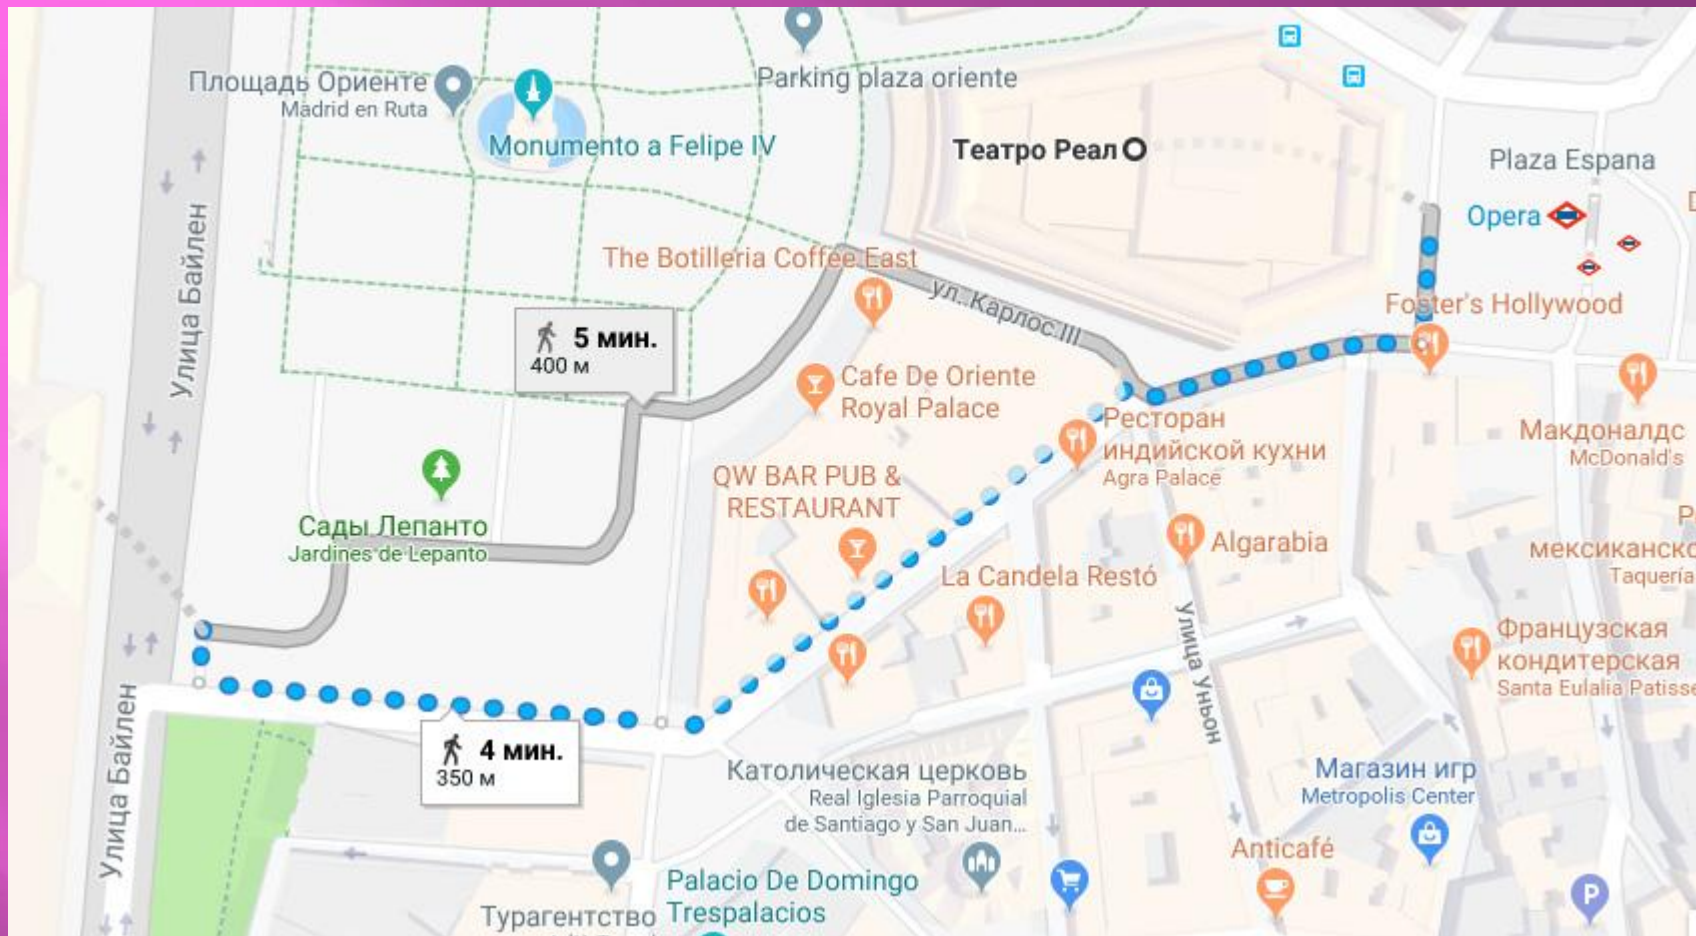 Площадь Ориенте
Madrid en Ruta
Monumento a Felipe IV
Parking plaza oriente
Театро Реал
Plaza Espana
Opera
Улица Байлен
The Botilleria Coffee East
ул. Карлос III
Foster's Hollywood
5 мин.
400 м
Cafe De Oriente
Royal Palace
Ресторан
индийской кухни
Agra Palace
Макдоналдс
McDonald's
QW BAR PUB &
RESTAURANT
Сады Лепанто
Jardines de Lepanto
Algarabia
мексиканско
Taquería
La Candela Restó
Улица Уньон
Французская
кондитерская
Santa Eulalia Patisse
Улица Байлен
4 мин.
350 м
Католическая церковь
Real Iglesia Parroquial
de Santiago y San Juan...
Магазин игр
Metropolis Center
Anticafé
P
Palacio De Domingo
Trespalacios
Турагентство